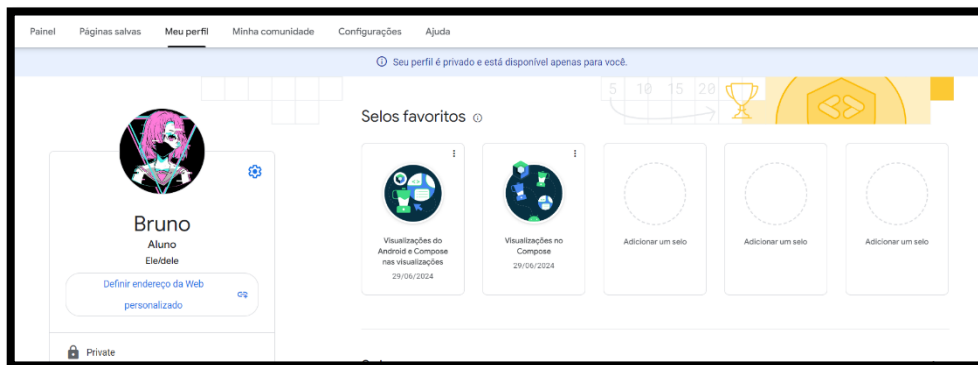 Painel Páginas salvas Meu perfil Minha comunidade Configurações Ajuda
Seu perfil é privado e está disponível apenas para você.
5 10 15 20
Selos favoritos
Bruno
Aluno
Ele/dele
Definir endereço da Web
personalizado
Private
Visualizações do
Android e Compose
nas visualizações
29/06/2024
Visualizações no
Compose
29/06/2024
Adicionar um selo
Adicionar um selo
Adicionar um selo